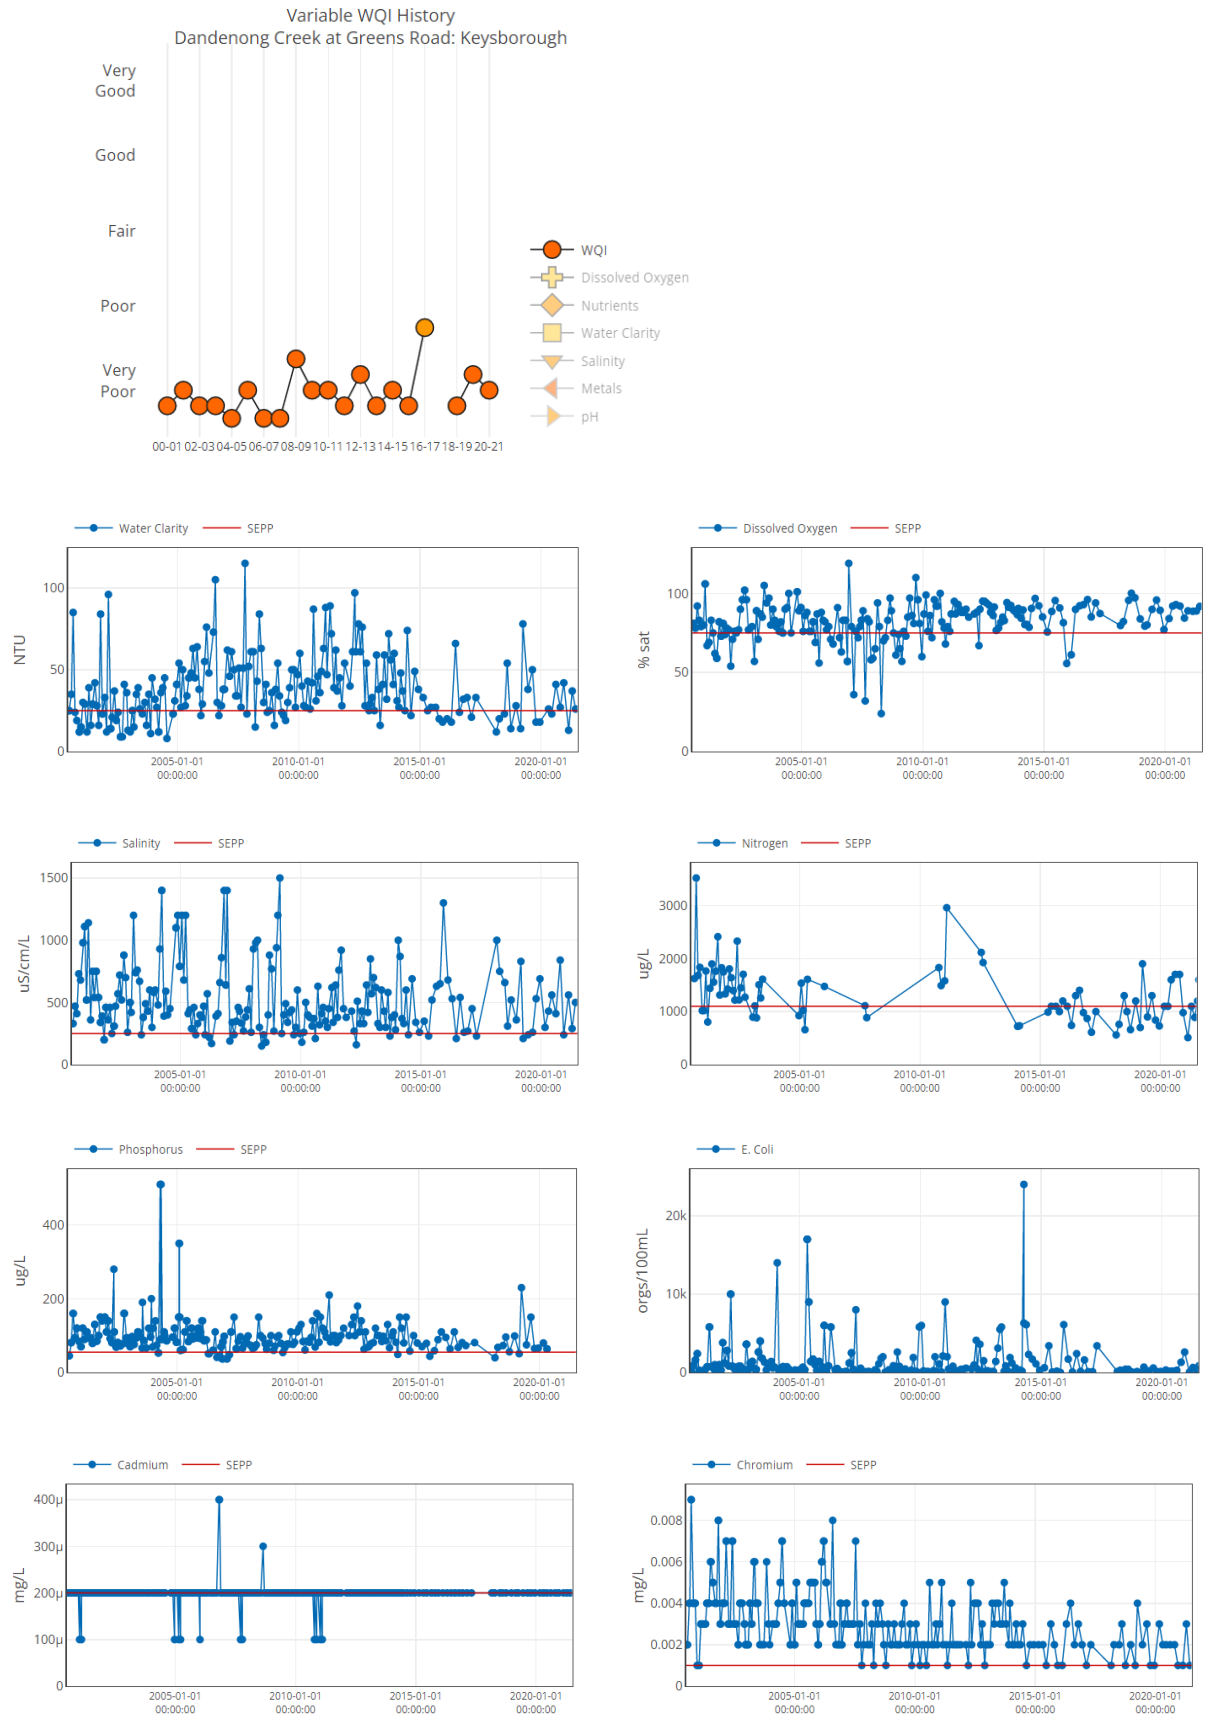 Variable WQI History
Dandenong Creek at Greens Road: Keysborough
Very
Good
Good
Fair
Poor
Very
Poor
00-01 02-03 04-05 06-07 08-09 10-11 12-13 14-15 16-17 18-19 20-21
WQI
Dissolved Oxygen
Nutrients
Water Clarity
Salinity
Metals
pH
Water Clarity SEPP
NTU
100
50
0
2005-01-01 2010-01-01 2015-01-01 2020-01-01
00:00:00 00:00:00 00:00:00 00:00:00
Dissolved Oxygen SEPP
% sat
100
50
0
2005-01-01 2010-01-01 2015-01-01 2020-01-01
00:00:00 00:00:00 00:00:00 00:00:00
Salinity SEPP
uS/cm/L
1500
1000
500
0
2005-01-01 2010-01-01 2015-01-01 2020-01-01
00:00:00 00:00:00 00:00:00 00:00:00
Nitrogen SEPP
ug/L
3000
2000
1000
0
2005-01-01 2010-01-01 2015-01-01 2020-01-01
00:00:00 00:00:00 00:00:00 00:00:00
Phosphorus SEPP
ug/L
400
200
0
2005-01-01 2010-01-01 2015-01-01 2020-01-01
00:00:00 00:00:00 00:00:00 00:00:00
E. Coli
orgs/100mL
20k
10k
0
2005-01-01 2010-01-01 2015-01-01 2020-01-01
00:00:00 00:00:00 00:00:00 00:00:00
Cadmium SEPP
mg/L
400μ
300μ
200μ
100μ
0
2005-01-01 2010-01-01 2015-01-01 2020-01-01
00:00:00 00:00:00 00:00:00 00:00:00
Chromium SEPP
mg/L
0.008
0.006
0.004
0.002
0
2005-01-01 2010-01-01 2015-01-01 2020-01-01
00:00:00 00:00:00 00:00:00 00:00:00